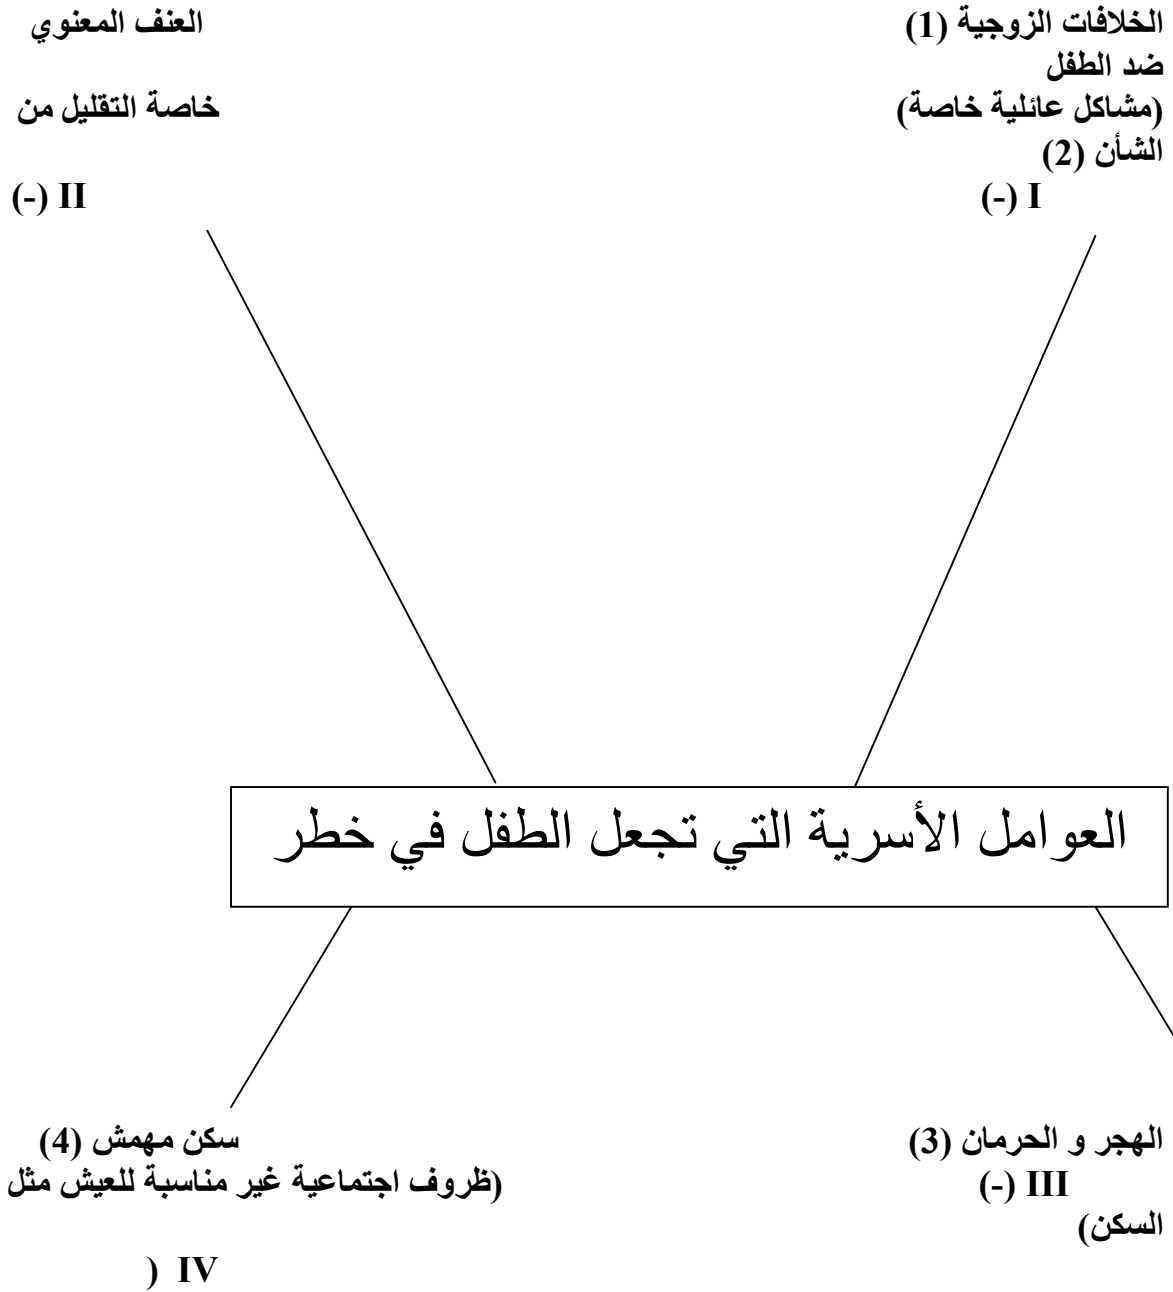 الخلافات الزوجية (1) العنف المعنوي
ضد الطفل
(مشاكل عائلية خاصة) خاصة التقليل من
الشأن (2)
I (-) II (-)
العوامل الأسرية التي تجعل الطفل في خطر
الهجر و الحرمان (3) سكن مهمش (4)
III (-) (ظروف اجتماعية غير مناسبة للعيش مثل
السكن)
) IV (